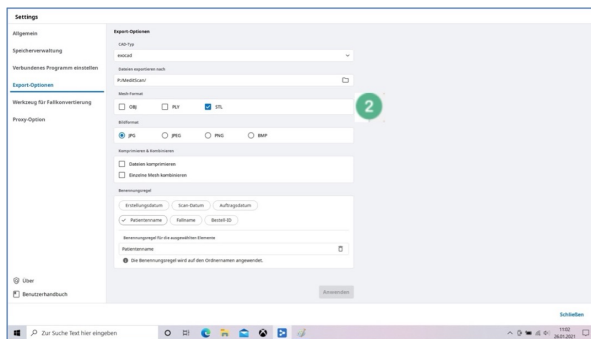 Settings
Allgemein
Speicherverwaltung
Verbundenes Programm einstellen
Export-Optionen
Werkzeug für Fallkonvertierung
Proxy-Option
Export-Optionen
CAD-Typ
exocad
Dateien exportieren nach
P:/MeditScan/
Mesh-Format
OBJ PLY STL
2
Bildformat
JPG JPEG PNG BMP
Komprimieren & Kombinieren
Dateien komprimieren
Einzelne Mesh kombinieren
Benennungsregel
Erstellungsdatum Scan-Datum Auftragsdatum
Patientenname Fallname Bestell-ID
Benennungsregel für die ausgewählten Elemente
Patientenname
Die Benennungsregel wird auf den Ordnernamen angewendet.
Anwenden
Über
Benutzerhandbuch
Schließen
Zur Suche Text hier eingeben
11:02
26.01.2021